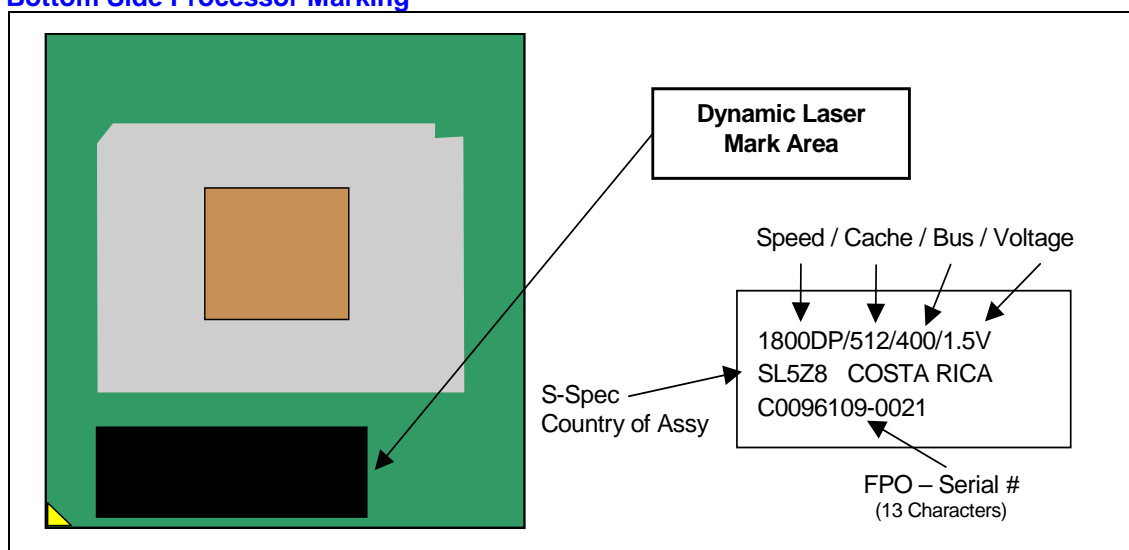 Bottom Side Processor Marking
Dynamic Laser
Mark Area
Speed / Cache / Bus / Voltage
1800DP/512/400/1.5V
SL5Z8 COSTA RICA
C0096109-0021
S-Spec
Country of Assy
FPO – Serial #
(13 Characters)